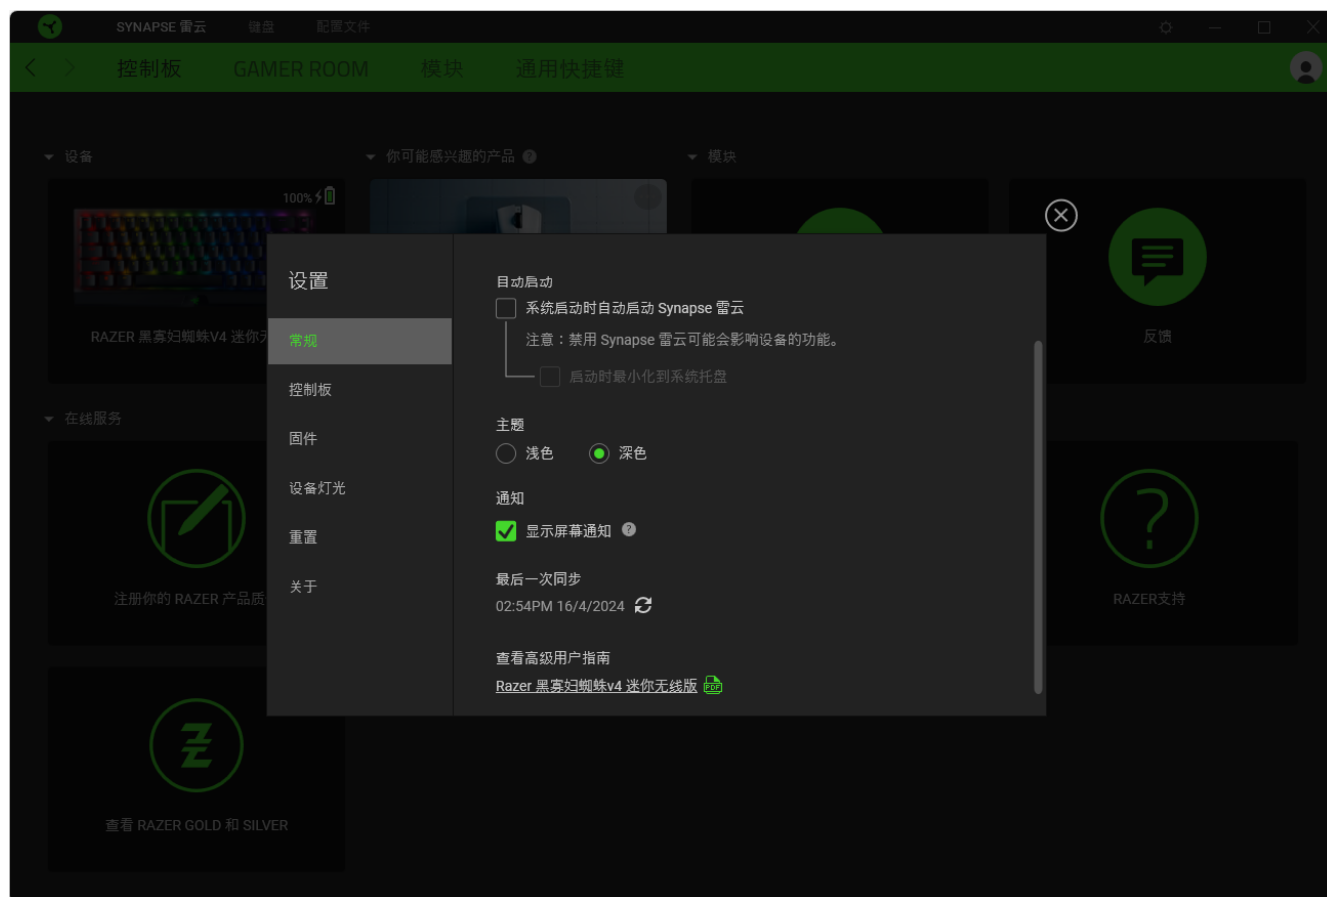 SYNAPSE 雷云
键盘
配置文件
控制板
GAMER ROOM
模块
通用快捷键
设备
你可能感兴趣的产品 ?
模块
100%
RAZER 黑寡妇蜘蛛V4 迷你无
反馈
设置
常规
控制板
固件
设备灯光
重置
关于
自动启动
系统启动时自动启动 Synapse 雷云
注意：禁用 Synapse 雷云可能会影响设备的功能。
启动时最小化到系统托盘
主题
浅色
深色
通知
显示屏幕通知 ?
最后一次同步
02:54PM 16/4/2024
查看高级用户指南
Razer 黑寡妇蜘蛛v4 迷你无线版
PDF
在线服务
注册你的 RAZER 产品质
RAZER支持
查看 RAZER GOLD 和 SILVER